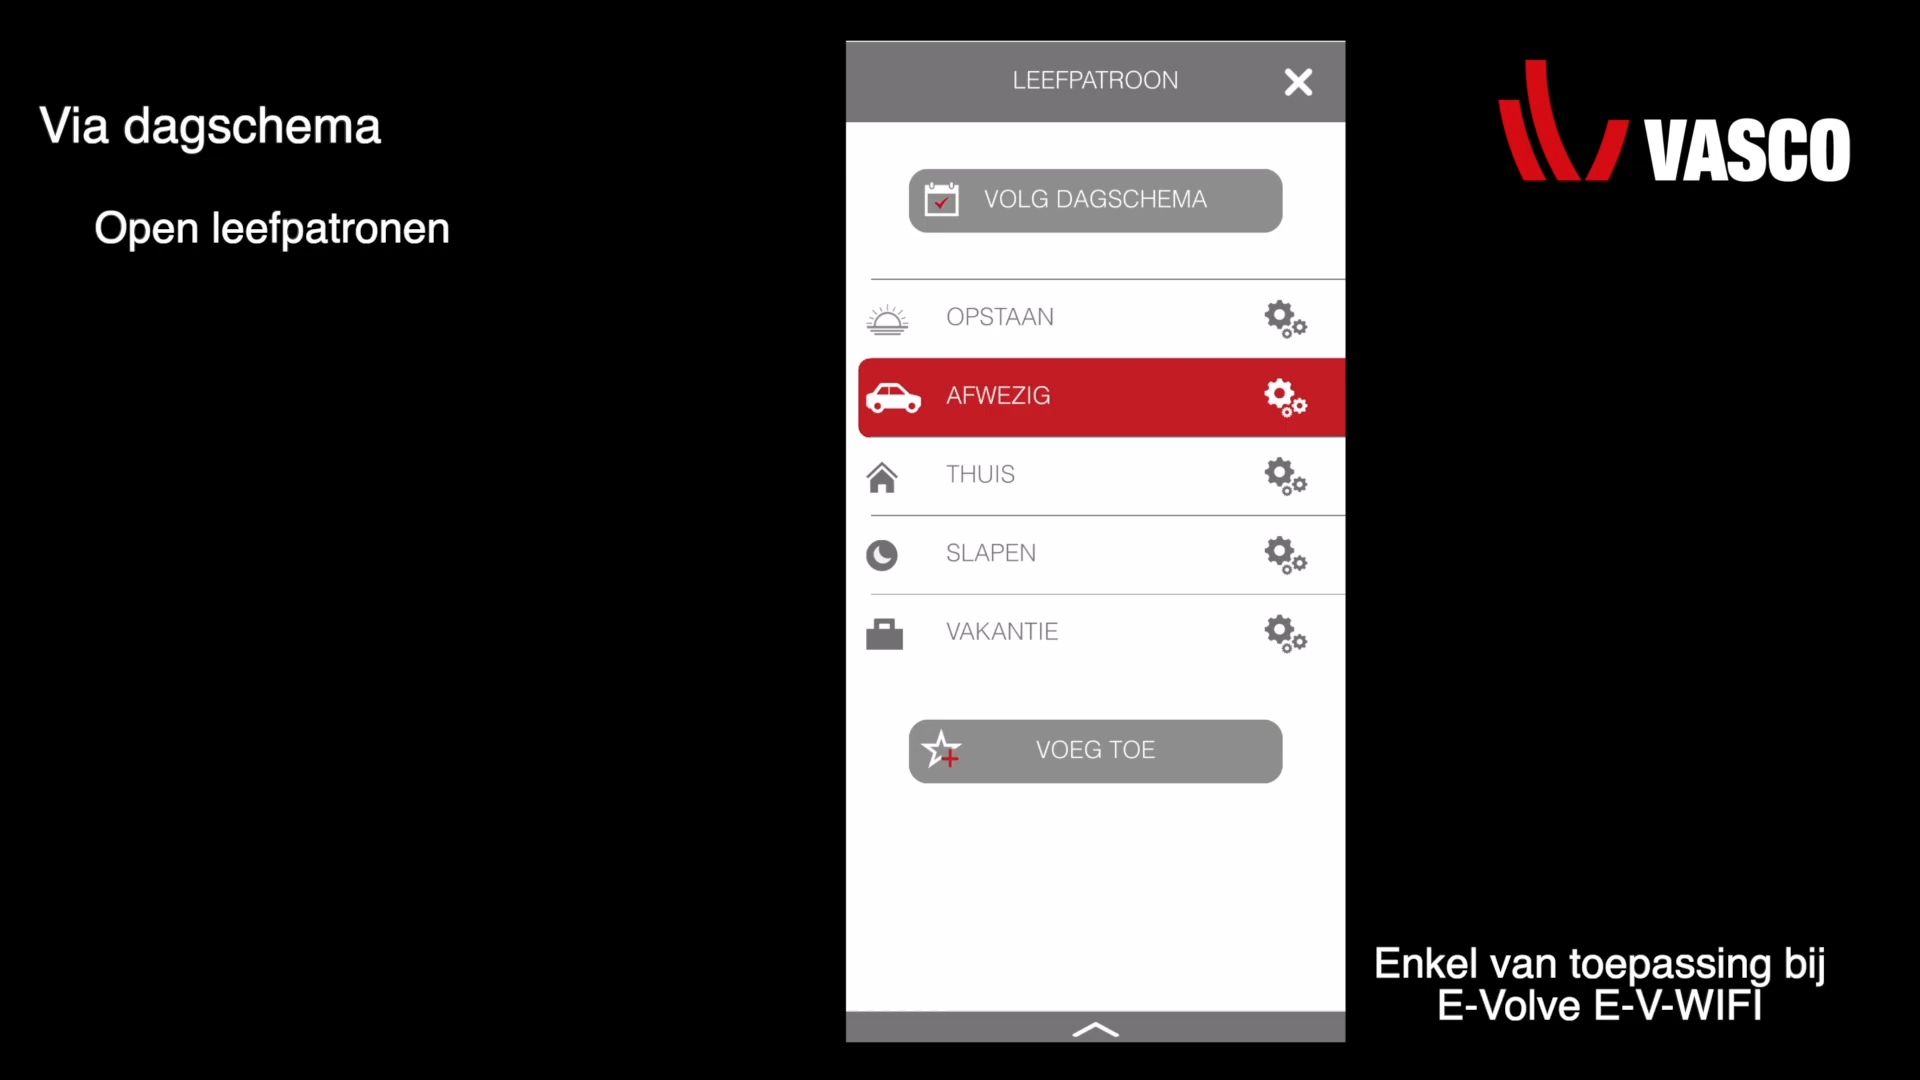 Via dagschema
Open leefpatronen
LEEFPATROON
VOLG DAGSCHEMA
OPSTAAN
AFWEZIG
THUIS
SLAPEN
VAKANTIE
VOEG TOE
VASCO
Enkel van toepassing bij
E-Volve E-V-WIFI